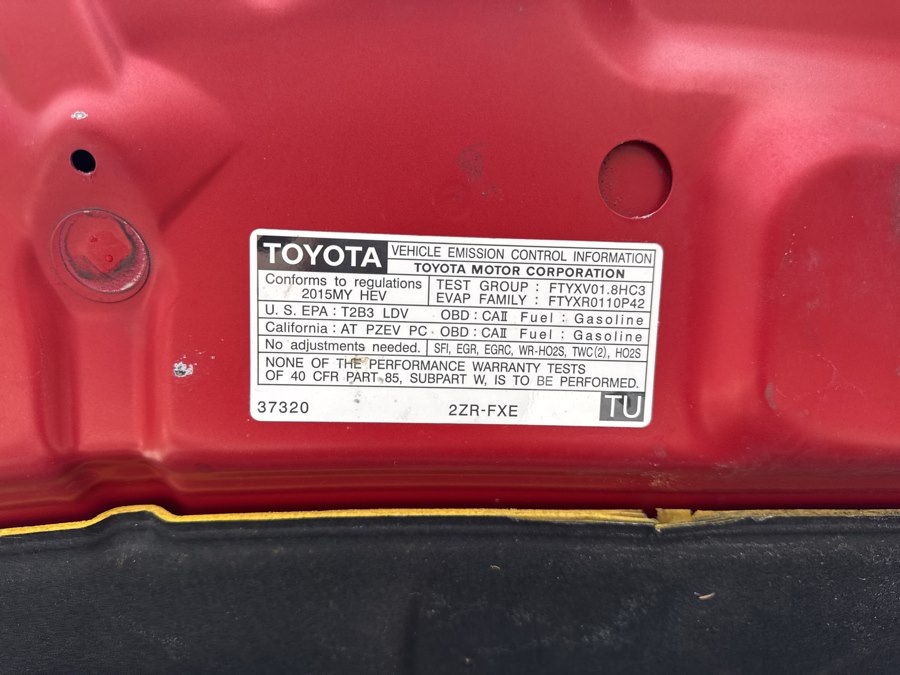 TOYOTA VEHICLE EMISSION CONTROL INFORMATION
TOYOTA MOTOR CORPORATION
Conforms to regulations
2015MY HEV
TEST GROUP : FTYXV01.8HC3
EVAP FAMILY : FTYXR0110P42
U. S. EPA : T2B3 LDV OBD : CAII Fuel : Gasoline
California : AT PZEV PC OBD : CAII Fuel : Gasoline
No adjustments needed. SFI, EGR, EGRC, WR-HO2S, TWC(2), HO2S
NONE OF THE PERFORMANCE WARRANTY TESTS
OF 40 CFR PART 85, SUBPART W, IS TO BE PERFORMED.
37320 2ZR-FXE TU